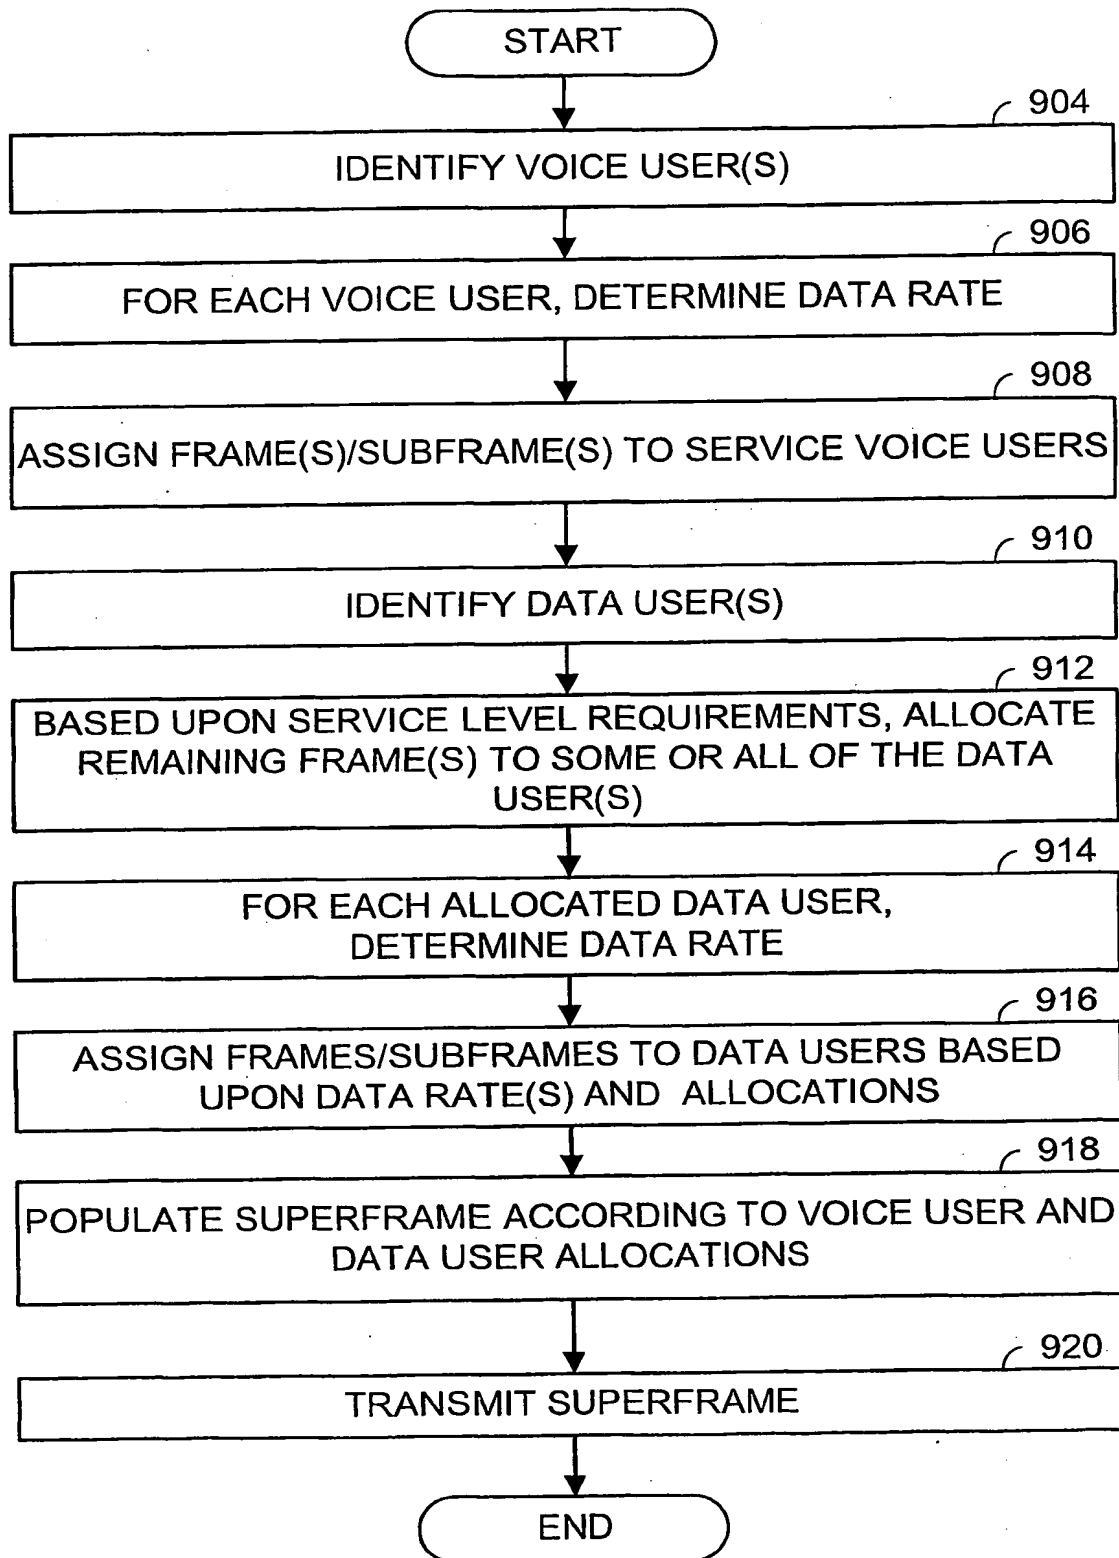 START
904
IDENTIFY VOICE USER(S)
906
FOR EACH VOICE USER, DETERMINE DATA RATE
908
ASSIGN FRAME(S)/SUBFRAME(S) TO SERVICE VOICE USERS
910
IDENTIFY DATA USER(S)
912
BASED UPON SERVICE LEVEL REQUIREMENTS, ALLOCATE
REMAINING FRAME(S) TO SOME OR ALL OF THE DATA
USER(S)
914
FOR EACH ALLOCATED DATA USER,
DETERMINE DATA RATE
916
ASSIGN FRAMES/SUBFRAMES TO DATA USERS BASED
UPON DATA RATE(S) AND ALLOCATIONS
918
POPULATE SUPERFRAME ACCORDING TO VOICE USER AND
DATA USER ALLOCATIONS
920
TRANSMIT SUPERFRAME
END